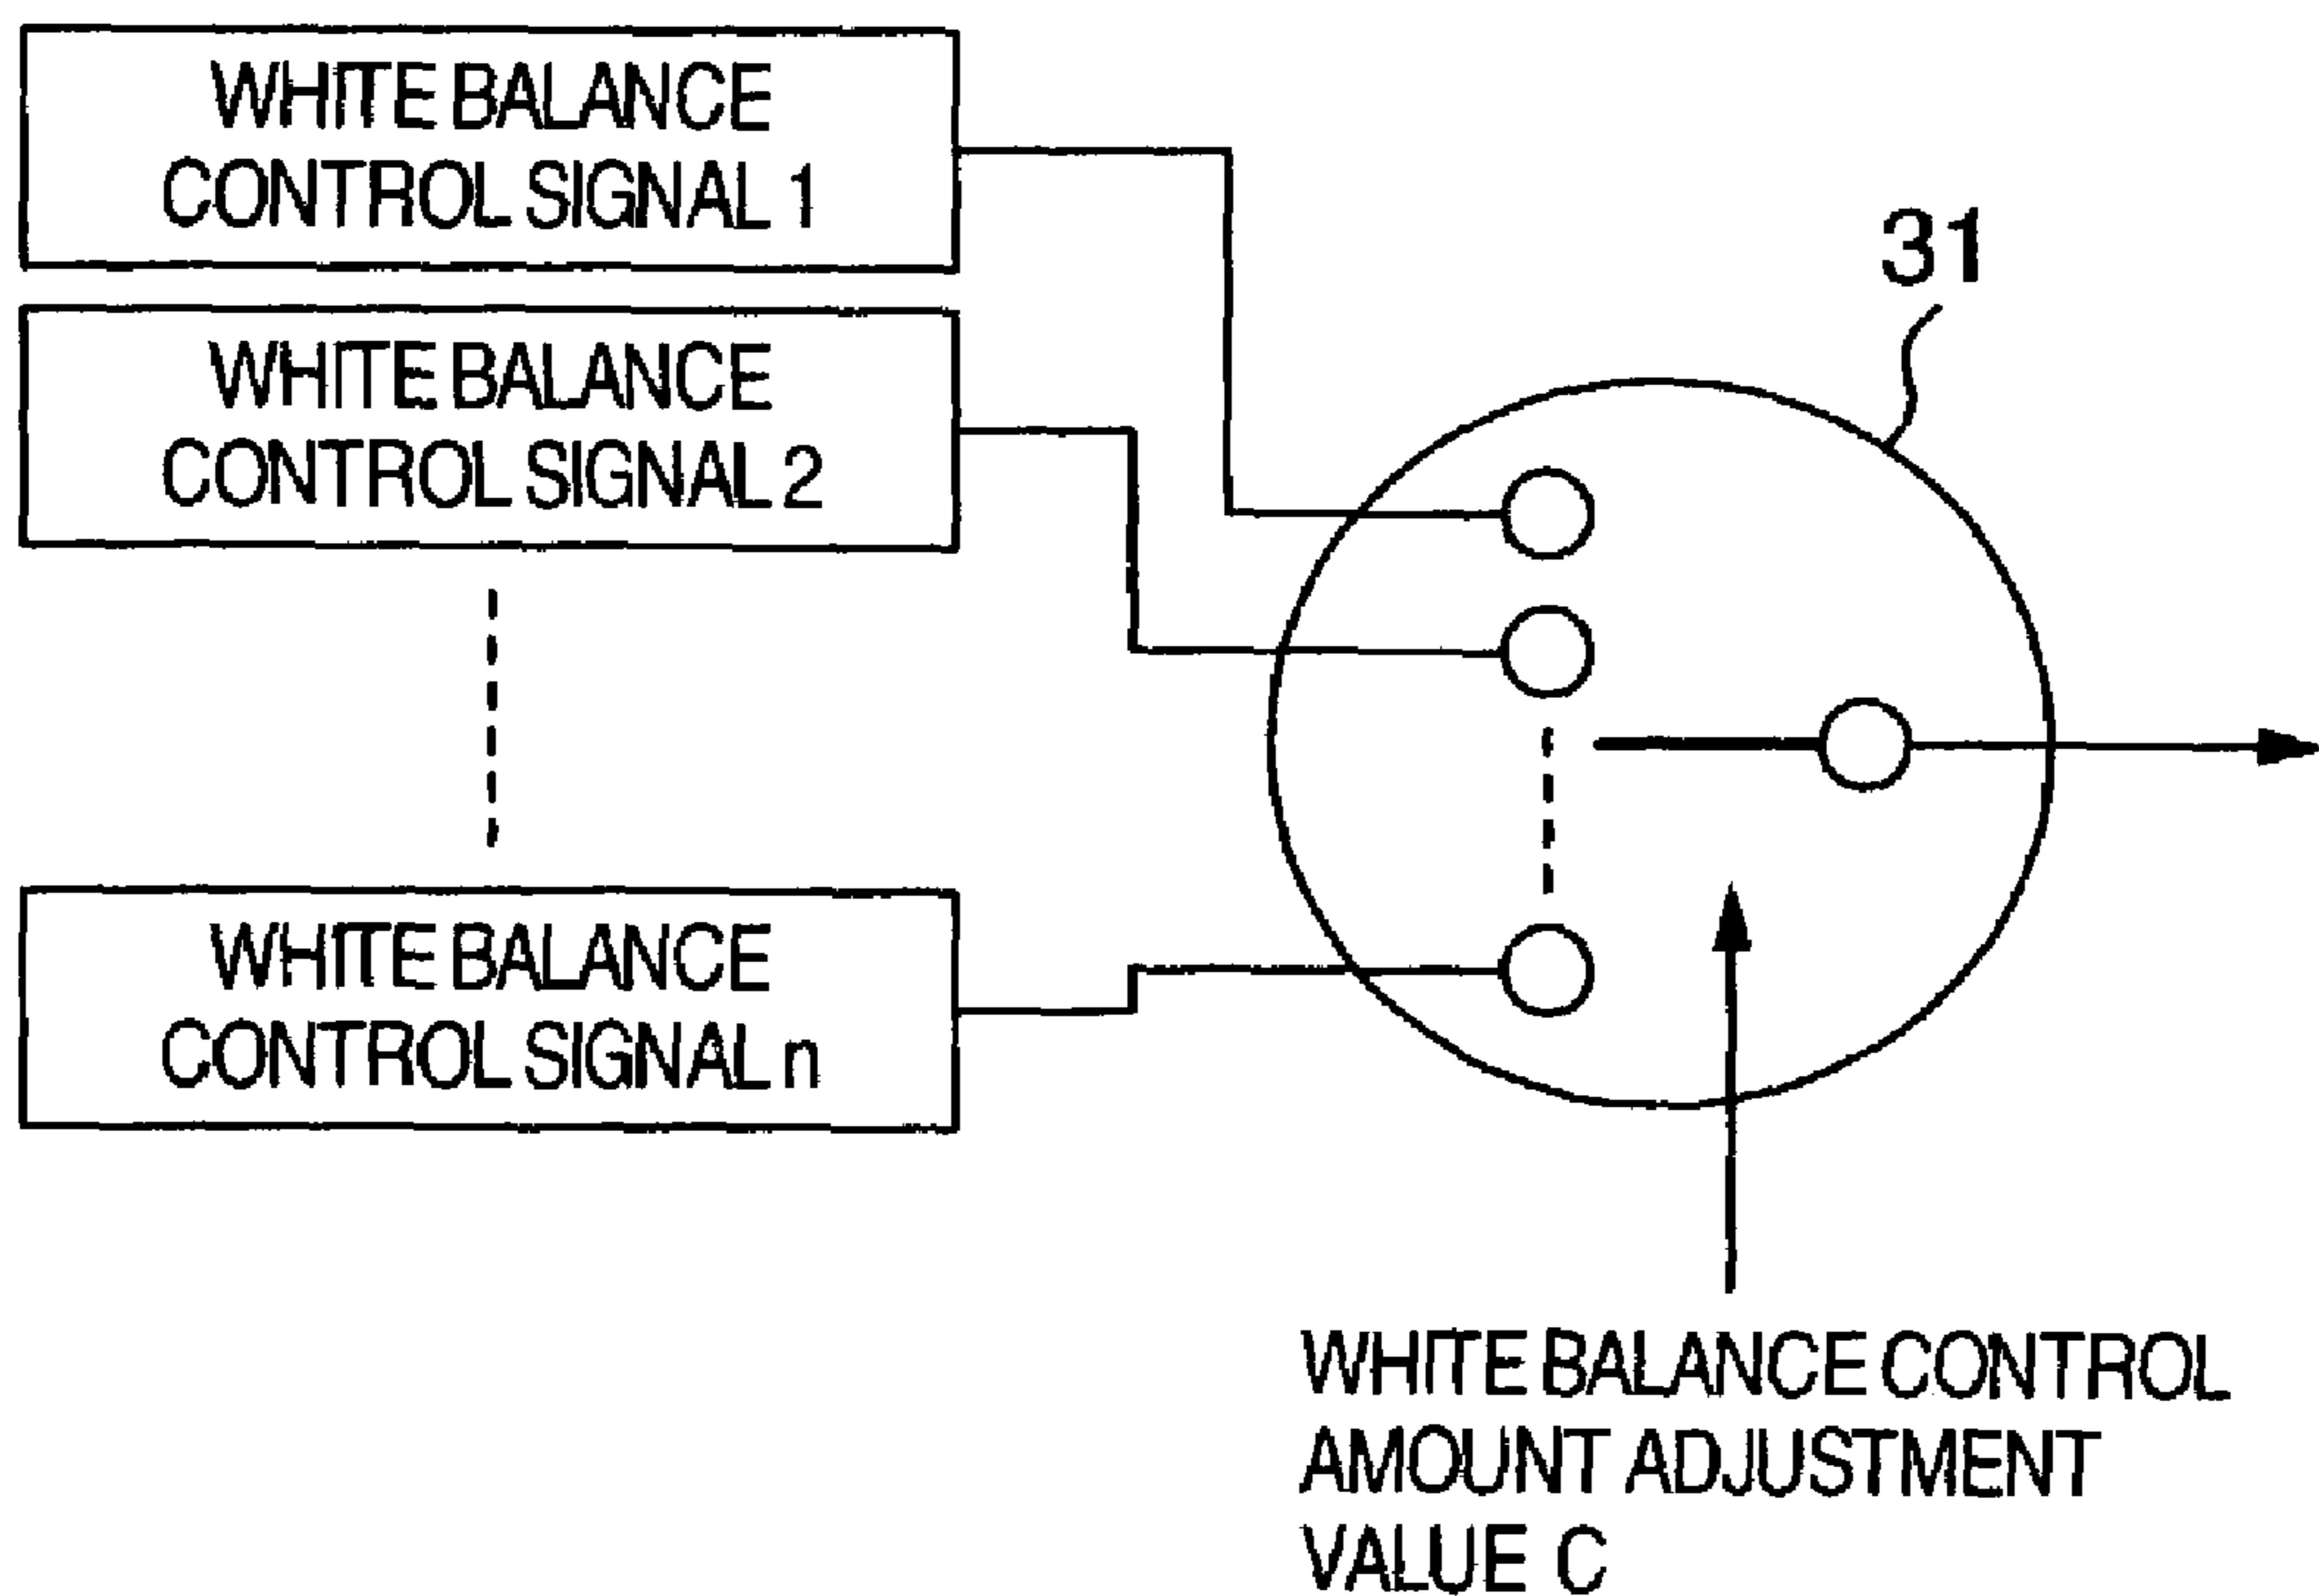 WHITE BALANCE
CONTROL SIGNAL 1
WHITE BALANCE
CONTROL SIGNAL 2
WHITE BALANCE
CONTROL SIGNAL n
31
WHITE BALANCE CONTROL
AMOUNT ADJUSTMENT
VALUE C